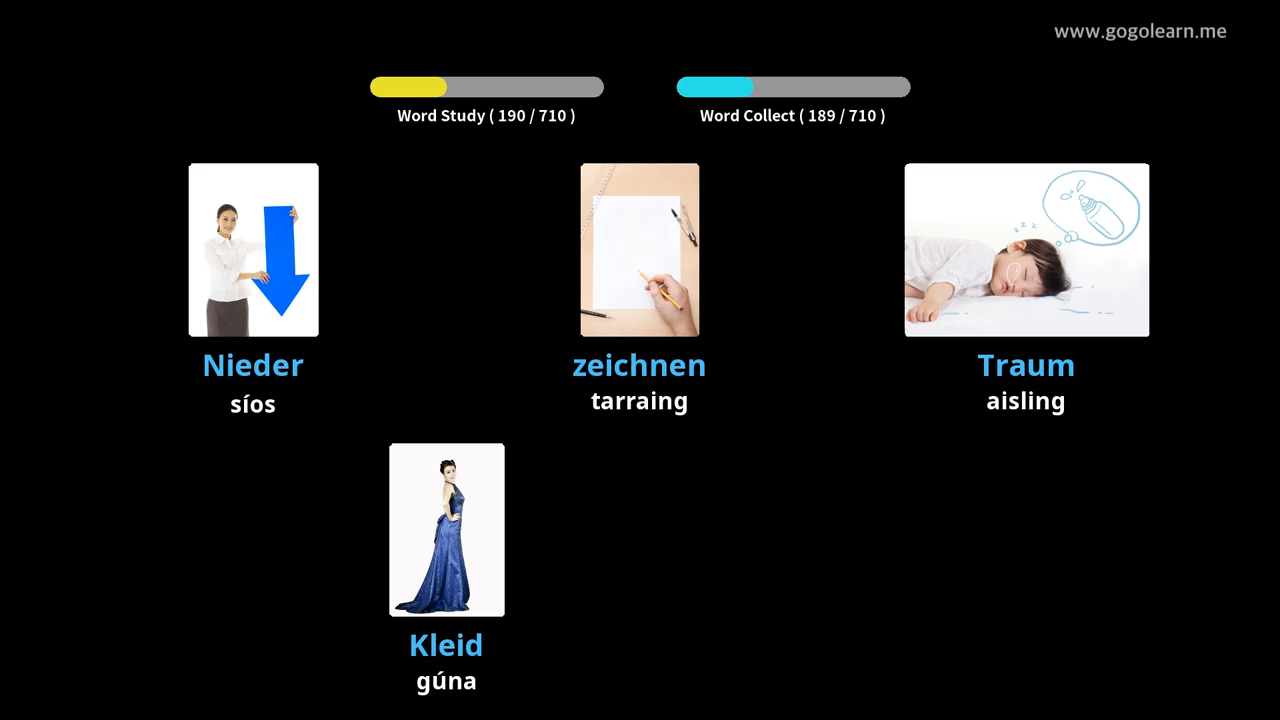 www.gogolearn.me
Word Study ( 190 / 710 )
Word Collect ( 189 / 710 )
Nieder
síos
zeichnen
tarraing
Traum
aisling
Kleid
gúna